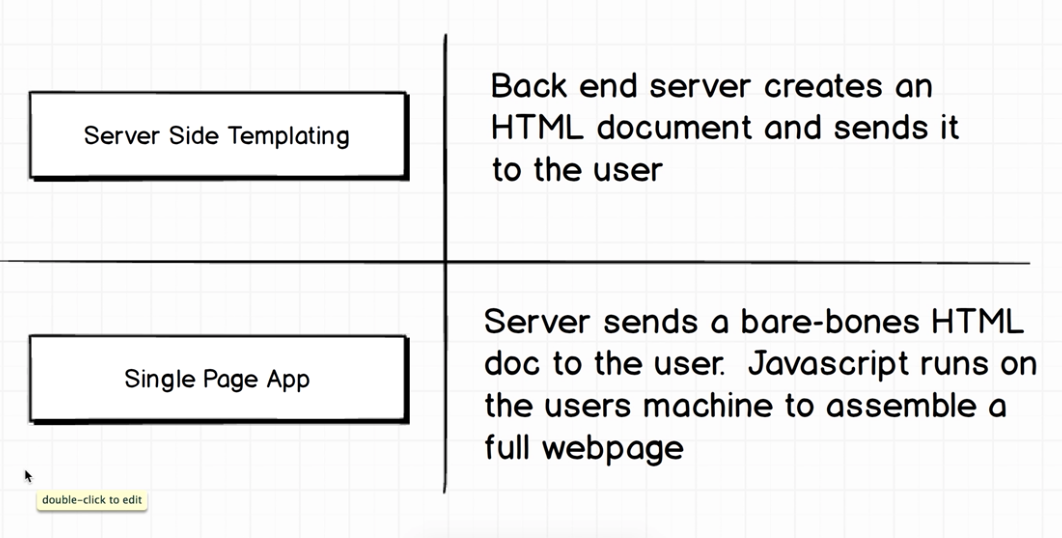 Server Side Templating
Back end server creates an
HTML document and sends it
to the user
Single Page App
Server sends a bare-bones HTML
doc to the user. Javascript runs on
the users machine to assemble a
full webpage
double-click to edit